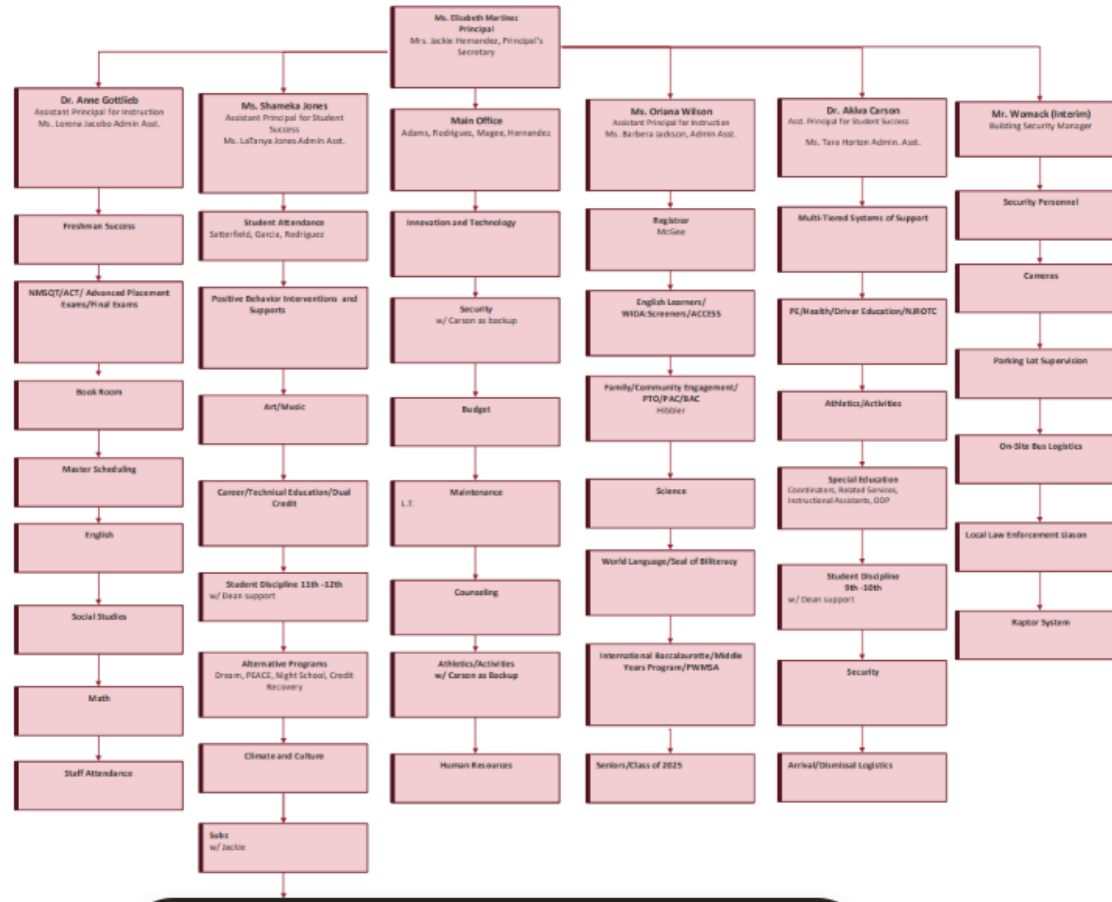 Ms. Elizabeth Martinez
Principal
Mrs. Jackie Hernandez, Principal's
Secretary
Dr. Anne Gottlieb
Assistant Principal for Instruction
Ms. Lorena Jacobo Admin Asst.
Freshman Success
NMSQT/ACT/ Advanced Placement
Exams/Final Exams
Book Room
Master Scheduling
English
Social Studies
Math
Staff Attendance
Ms. Shameka Jones
Assistant Principal for Student
Success
Ms. LaTanya Jones Admin Asst.
Student Attendance
Satterfield, Garcia, Rodriguez
Positive Behavior Interventions and
Supports
Art/Music
Career/Technical Education/Dual
Credit
Student Discipline 11th -12th
w/ Dean support
Alternative Programs
Dream, PEACE, Night School, Credit
Recovery
Climate and Culture
Subs
w/ Jackie
Main Office
Adams, Rodriguez, Magee, Hernandez
Innovation and Technology
Security
w/ Carson as backup
Budget
Maintenance
L.T.
Counseling
Athletics/Activities
w/ Carson as Backup
Human Resources
Ms. Oriana Wilson
Assistant Principal for Instruction
Ms. Barbera Jackson, Admin Asst.
Registrar
McGee
English Learners/
WIDA:Screeners/ACCESS
Family/Community Engagement/
PTO/PAC/BAC
Hibbler
Science
World Language/Seal of Biliteracy
International Baccalaurette/Middle
Years Program/PWMSA
Seniors/Class of 2025
Dr. Akiva Carson
Asst. Principal for Student Success
Ms. Tara Horton Admin. Asst.
Multi-Tiered Systems of Support
PE/Health/Driver Education/NJROTC
Athletics/Activities
Special Education
Coordinators, Related Services,
Instructional Assistants, ODP
Student Discipline
9th -10th
w/ Dean support
Security
Arrival/Dismissal Logistics
Mr. Womack (Interim)
Building Security Manager
Security Personnel
Cameras
Parking Lot Supervision
On-Site Bus Logistics
Local Law Enforcement Liason
Raptor System